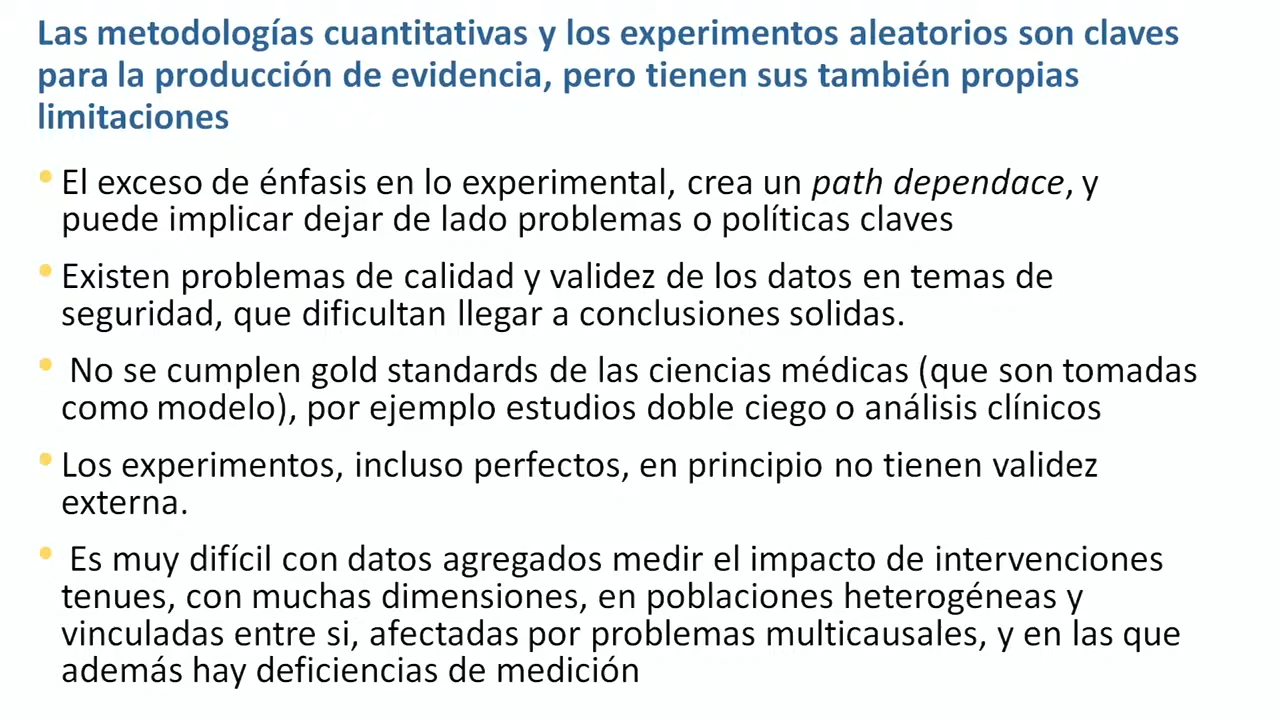 Las metodologías cuantitativas y los experimentos aleatorios son claves
para la producción de evidencia, pero tienen sus también propias
limitaciones
• El exceso de énfasis en lo experimental, crea un path dependace, y
puede implicar dejar de lado problemas o políticas claves
• Existen problemas de calidad y validez de los datos en temas de
seguridad, que dificultan llegar a conclusiones solidas.
• No se cumplen gold standards de las ciencias médicas (que son tomadas
como modelo), por ejemplo estudios doble ciego o análisis clínicos
• Los experimentos, incluso perfectos, en principio no tienen validez
externa.
• Es muy difícil con datos agregados medir el impacto de intervenciones
tenues, con muchas dimensiones, en poblaciones heterogéneas y
vinculadas entre si, afectadas por problemas multicausales, y en las que
además hay deficiencias de medición